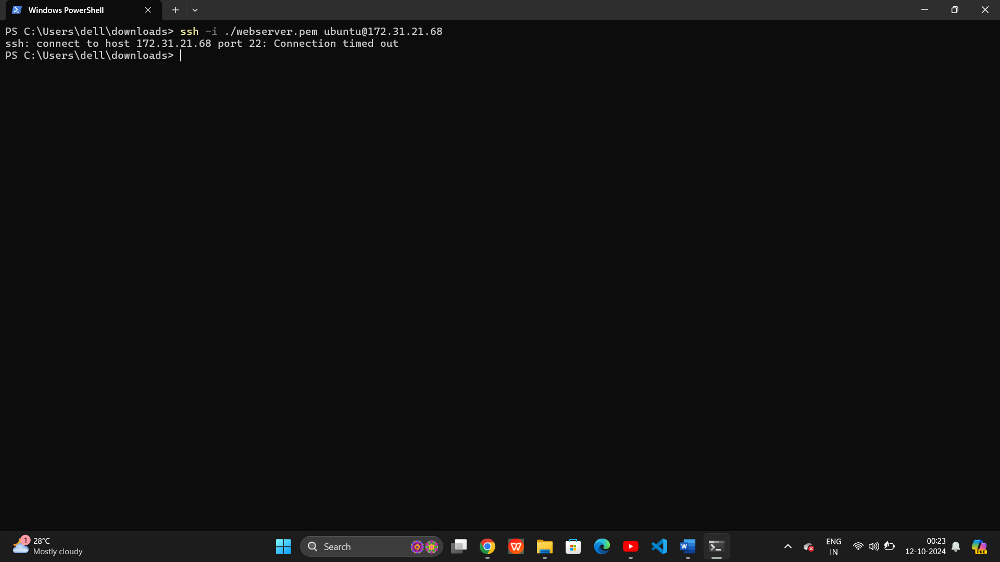 Windows PowerShell
PS C:\Users\dell\downloads> ssh -i ./webserver.pem ubuntu@172.31.21.68
ssh: connect to host 172.31.21.68 port 22: Connection timed out
PS C:\Users\dell\downloads>
1
28°C
Mostly cloudy
Search
W
W
ENG
IN
00:23
12-10-2024
PRE